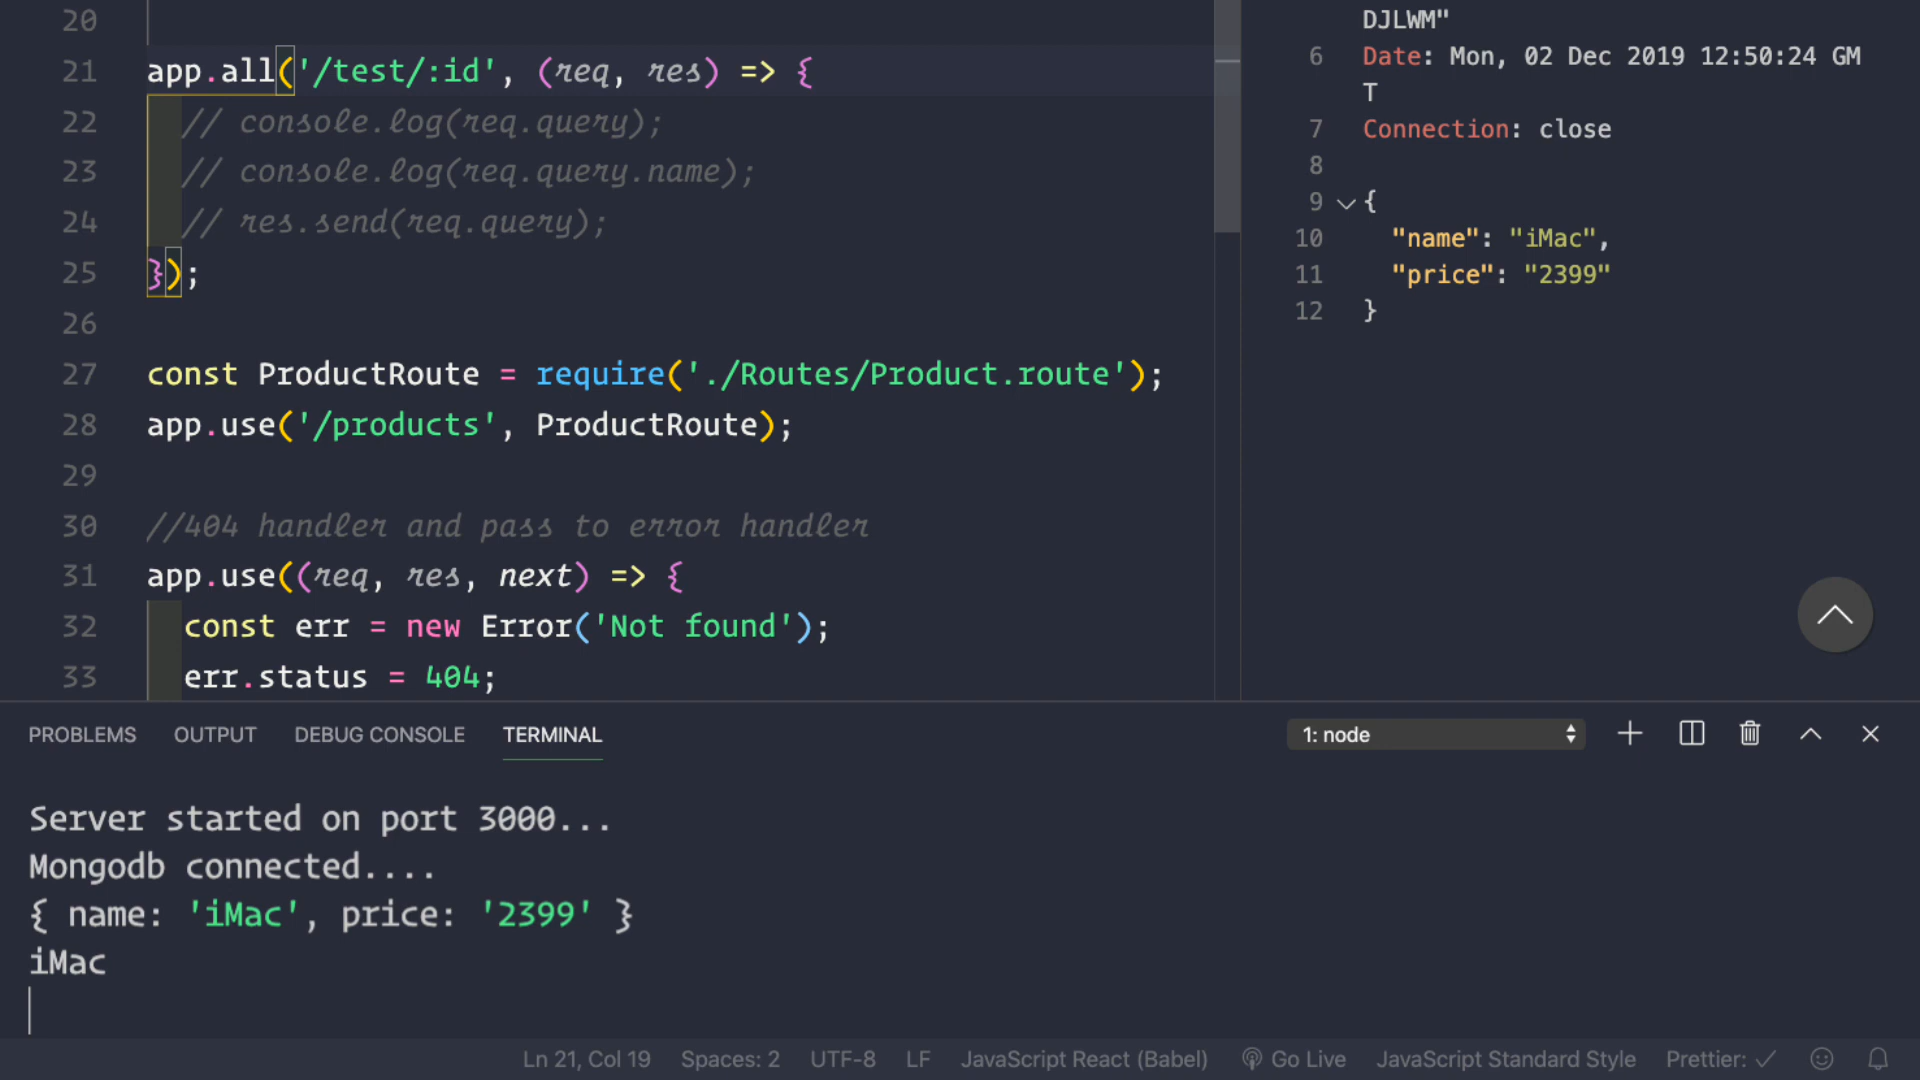 20
21 app.all('/test/:id', (req, res) => {
22 // console.log(req.query);
23 // console.log(req.query.name);
24 // res.send(req.query);
25 });
26
27 const ProductRoute = require('./Routes/Product.route');
28 app.use('/products', ProductRoute);
29
30 //404 handler and pass to error handler
31 app.use((req, res, next) => {
32 const err = new Error('Not found');
33 err.status = 404;
DJLWM"
6 Date: Mon, 02 Dec 2019 12:50:24 GM
T
7 Connection: close
8
9 {
10 "name": "iMac",
11 "price": "2399"
12 }
PROBLEMS OUTPUT DEBUG CONSOLE TERMINAL 1: node
Server started on port 3000...
Mongodb connected....
{ name: 'iMac', price: '2399' }
iMac
Ln 21, Col 19 Spaces: 2 UTF-8 LF JavaScript React (Babel) Go Live JavaScript Standard Style Prettier: ✓